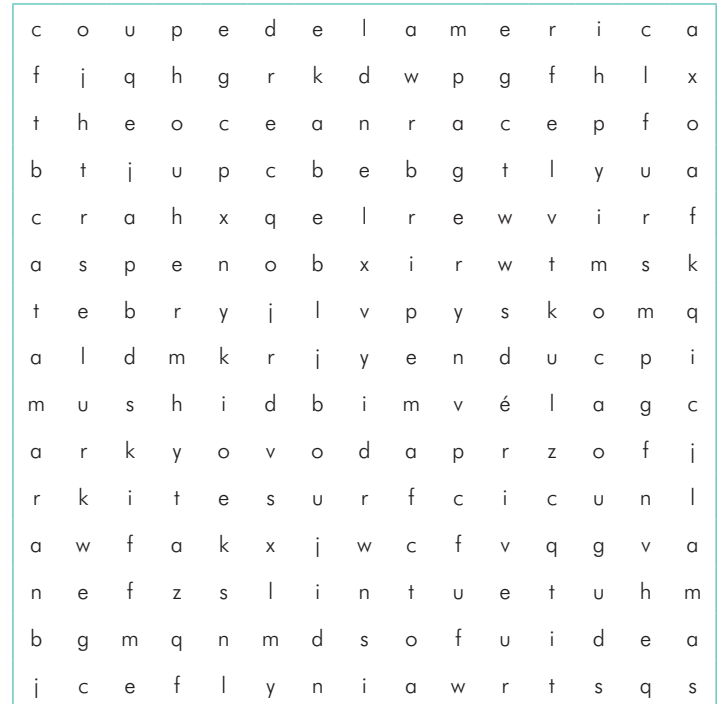 c o u p e d e l a m e r i c a
f j q h g r k d w p g f h l x
t h e o c e a n r a c e p f o
b t j u p c b e b g t l y u a
c r a h x q e l r e w v i r f
a s p e n o b x i r w t m s k
t e b r y j l v p y s k o m q
a l d m k r j y e n d u c p i
m u s h i d b i m v é l a g c
a r k y o v o d a p r z o f j
r k i t e s u r f c i c u n l
a w f a k x j w c f v q g v a
n e f z s l i n t u e t u h m
b g m q n m d s o f u i d e a
j c e f l y n i a w r t s q s